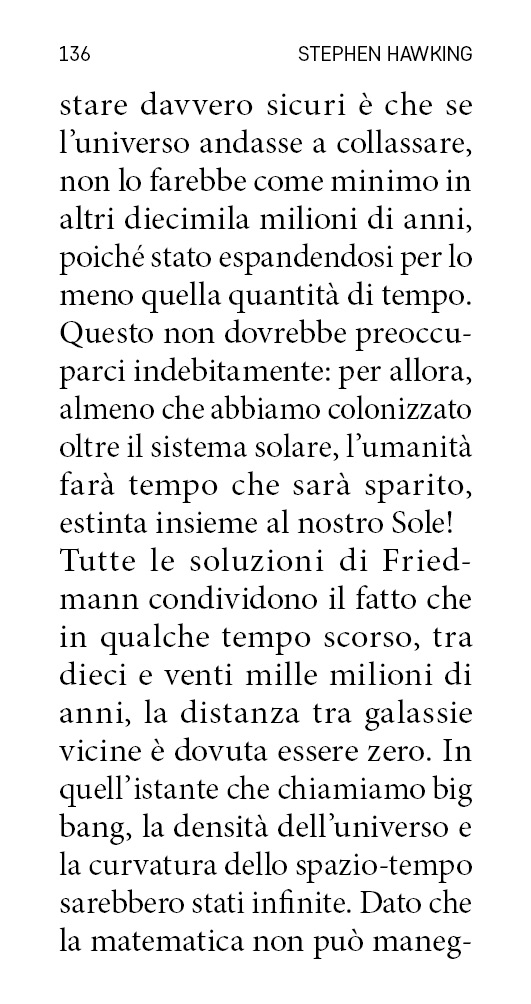 136 STEPHEN HAWKING
stare davvero sicuri è che se
l’universo andasse a collassare,
non lo farebbe come minimo in
altri diecimila milioni di anni,
poiché stato espandendosi per lo
meno quella quantità di tempo.
Questo non dovrebbe preoccu-
parci indebitamente: per allora,
almeno che abbiamo colonizzato
oltre il sistema solare, l’umanità
farà tempo che sarà sparito,
estinta insieme al nostro Sole!
Tutte le soluzioni di Fried-
mann condividono il fatto che
in qualche tempo scorso, tra
dieci e venti mille milioni di
anni, la distanza tra galassie
vicine è dovuta essere zero. In
quell’istante che chiamiamo big
bang, la densità dell’universo e
la curvatura dello spazio-tempo
sarebbero stati infinite. Dato che
la matematica non può maneg-